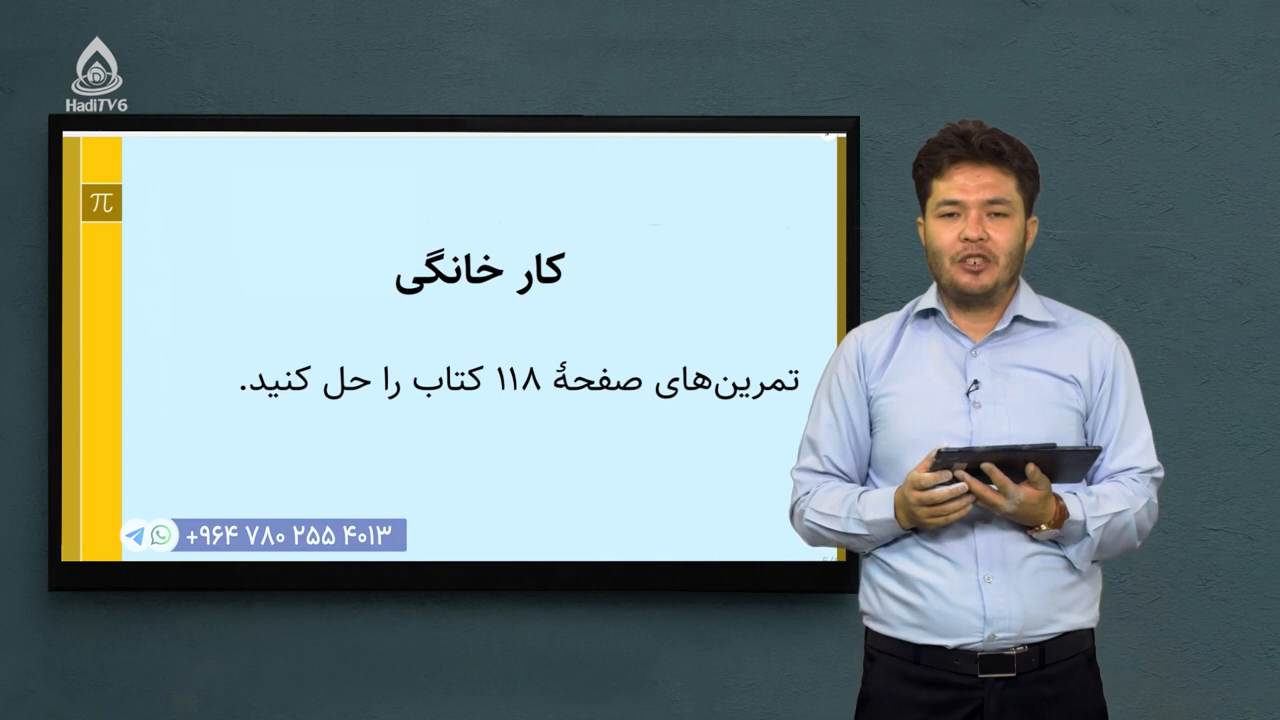 HadiTV6
π
کار خانگی
تمرین‌های صفحهٔ ۱۱۸ کتاب را حل کنید.
+۹۶۴ ۷۸۰ ۲۵۵ ۴۰۱۳